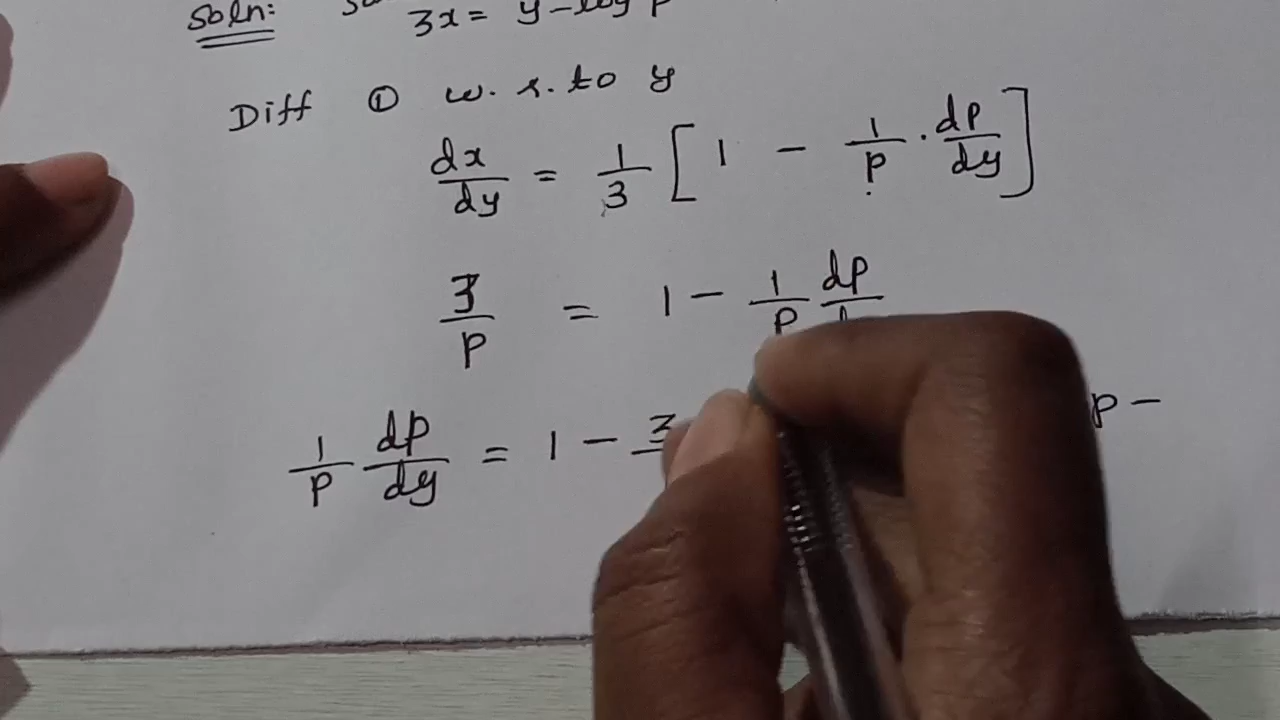 Soln:
3x = y - log p
Diff ① w.r.to y
dx/dy = 1/3 [ 1 - 1/p . dp/dy ]
3/p = 1 - 1/p dp/
1/p dp/dy = 1 - 3/ p -